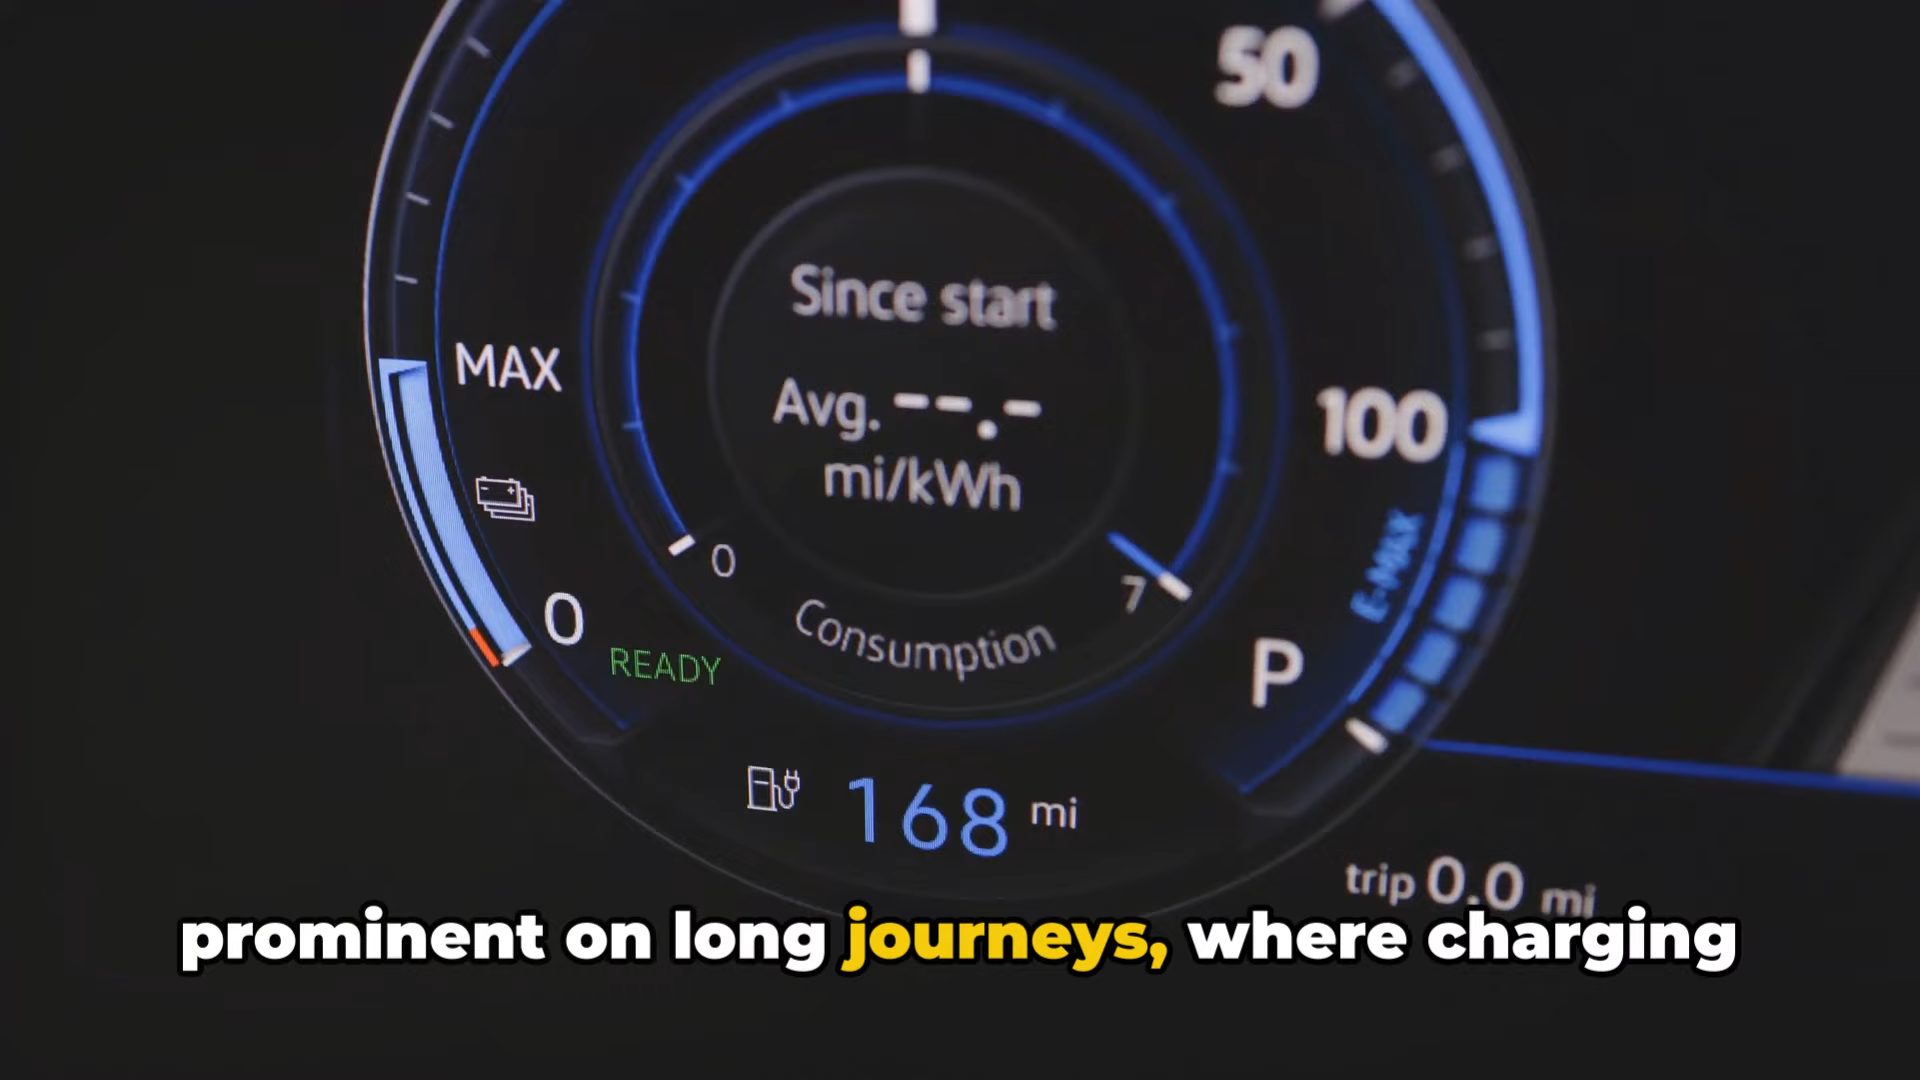 50
Since start
MAX
Avg. --.-
100
mi/kWh
E-MAX
0
7
0
Consumption
READY
P
168 mi
trip 0.0 mi
prominent on long journeys, where charging